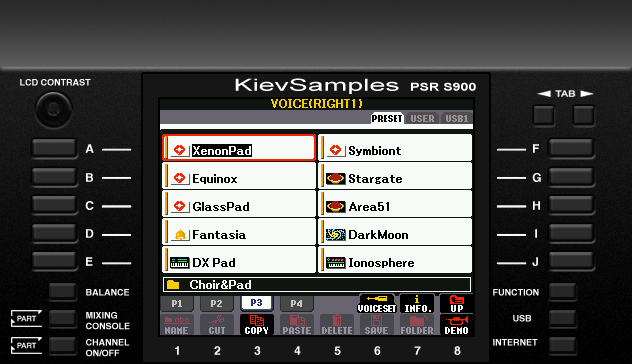 LCD CONTRAST
KievSamples PSR S900
TAB
VOICE(RIGHT1)
PRESET USER USB1
A XenonPad Symbiont F
B Equinox Stargate G
C GlassPad Area51 H
D Fantasia DarkMoon I
E DX Pad Ionosphere J
BALANCE Choir&Pad FUNCTION
P1 P2 P3 P4 VOICESET INFO. UP
PART MIXING CONSOLE USB
NAME CUT COPY PASTE DELETE SAVE FOLDER DEMO
PART CHANNEL ON/OFF INTERNET
1 2 3 4 5 6 7 8